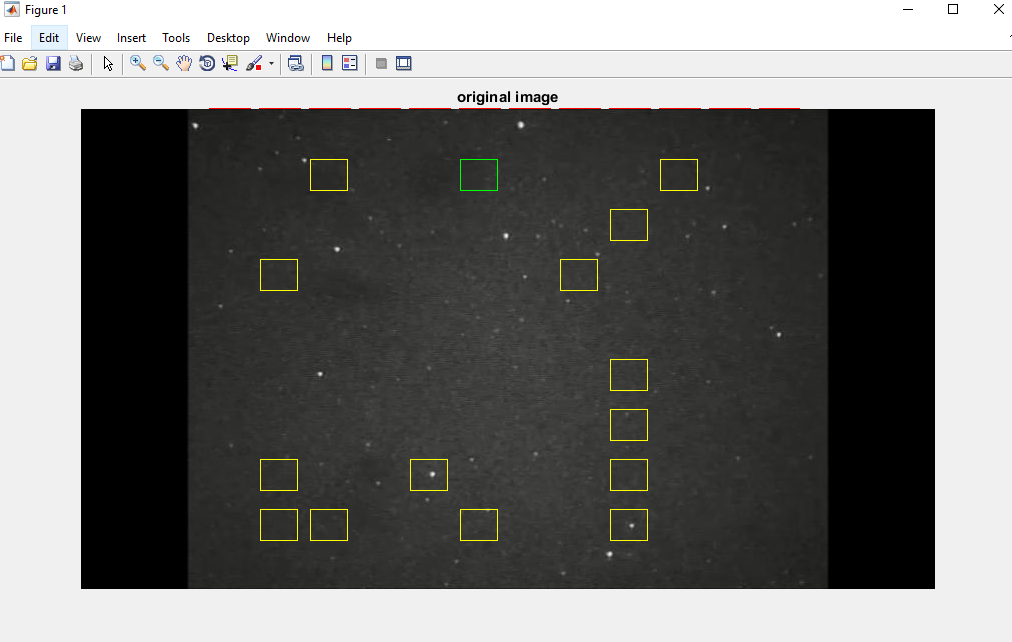 Figure 1
File Edit View Insert Tools Desktop Window Help
original image